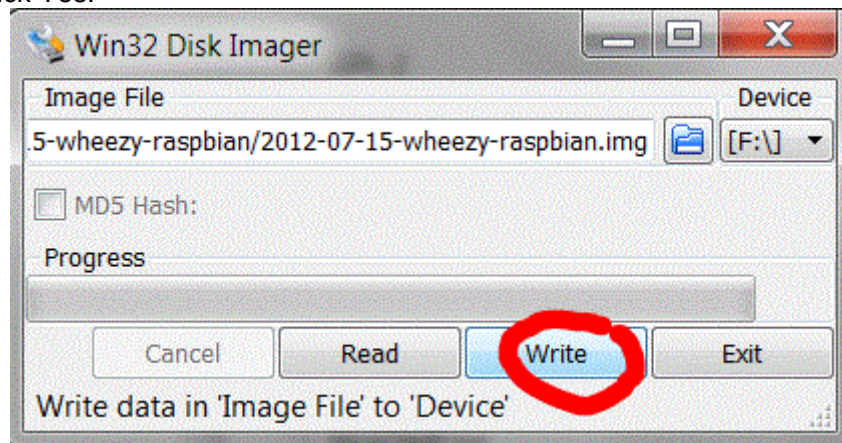 Win32 Disk Imager
Image File Device
.5-wheezy-raspbian/2012-07-15-wheezy-raspbian.img [F:\]
MD5 Hash:
Progress
Cancel Read Write Exit
Write data in 'Image File' to 'Device'